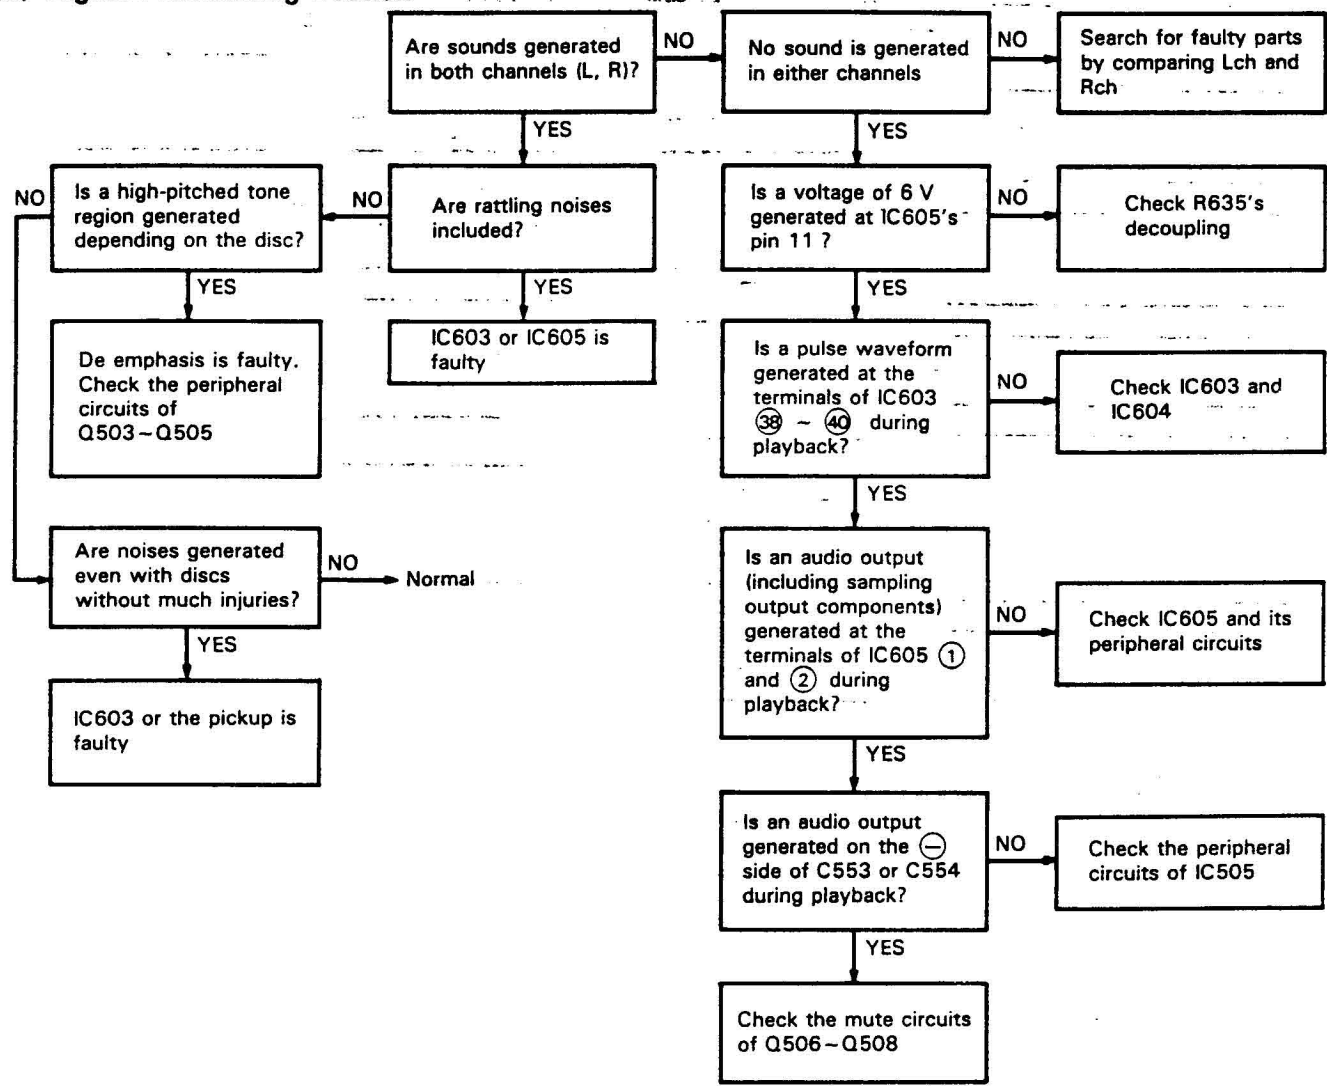 Are sounds generated
in both channels (L, R)?
NO
No sound is generated
in either channels
NO
Search for faulty parts
by comparing Lch and
Rch
YES
YES
NO
Is a high-pitched tone
region generated
depending on the disc?
NO
Are rattling noises
included?
Is a voltage of 6 V
generated at IC605's
pin 11 ?
NO
Check R635's
decoupling
YES
YES
YES
De emphasis is faulty.
Check the peripheral
circuits of
Q503~Q505
IC603 or IC605 is
faulty
Is a pulse waveform
generated at the
terminals of IC603
㊳ ~ ㊵ during
playback?
NO
Check IC603 and
IC604
YES
Are noises generated
even with discs
without much injuries?
NO
Normal
Is an audio output
(including sampling
output components)
generated at the
terminals of IC605 ①
and ② during
playback?
NO
Check IC605 and its
peripheral circuits
YES
IC603 or the pickup is
faulty
YES
Is an audio output
generated on the ⊖
side of C553 or C554
during playback?
NO
Check the peripheral
circuits of IC505
YES
Check the mute circuits
of Q506~Q508